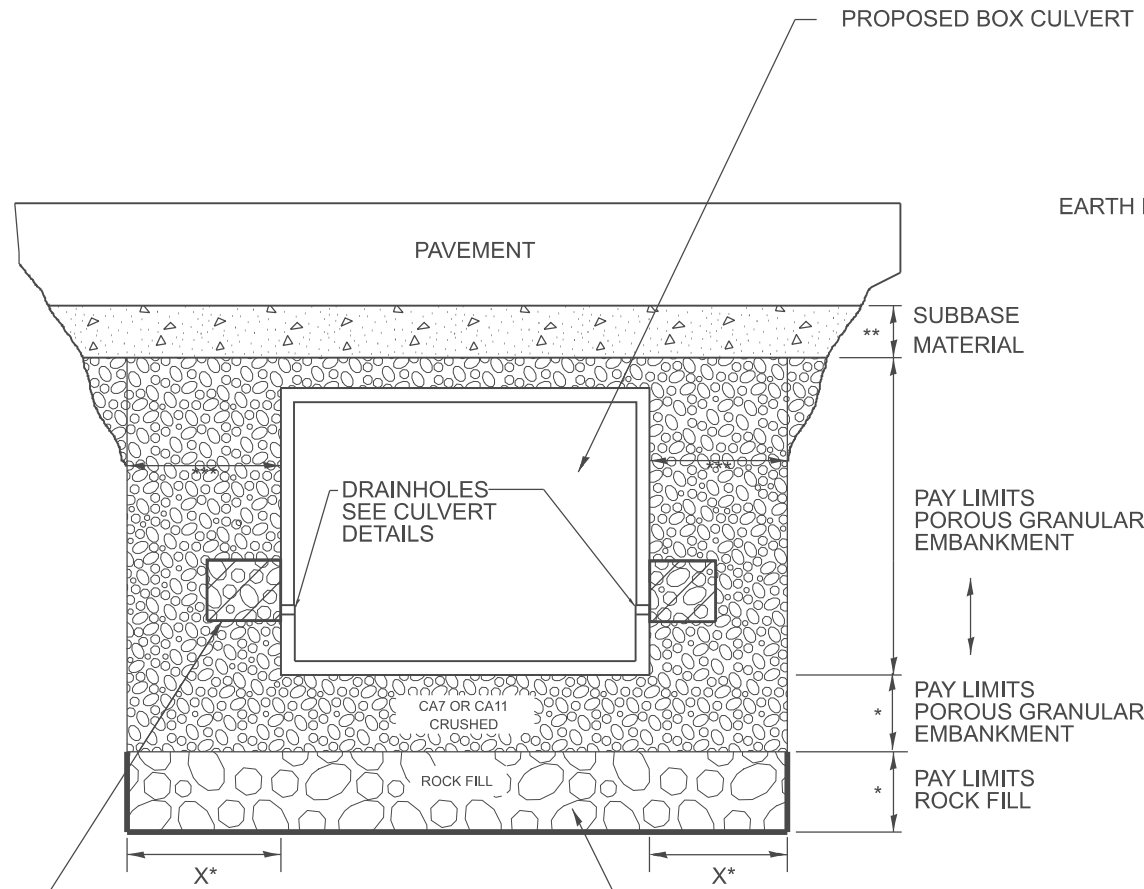 PROPOSED BOX CULVERT
EARTH
PAVEMENT
**
SUBBASE
MATERIAL
***
***
DRAINHOLES
SEE CULVERT
DETAILS
PAY LIMITS
POROUS GRANULAR
EMBANKMENT
CA7 OR CA11
CRUSHED
*
PAY LIMITS
POROUS GRANULAR
EMBANKMENT
ROCK FILL
*
PAY LIMITS
ROCK FILL
X*
X*